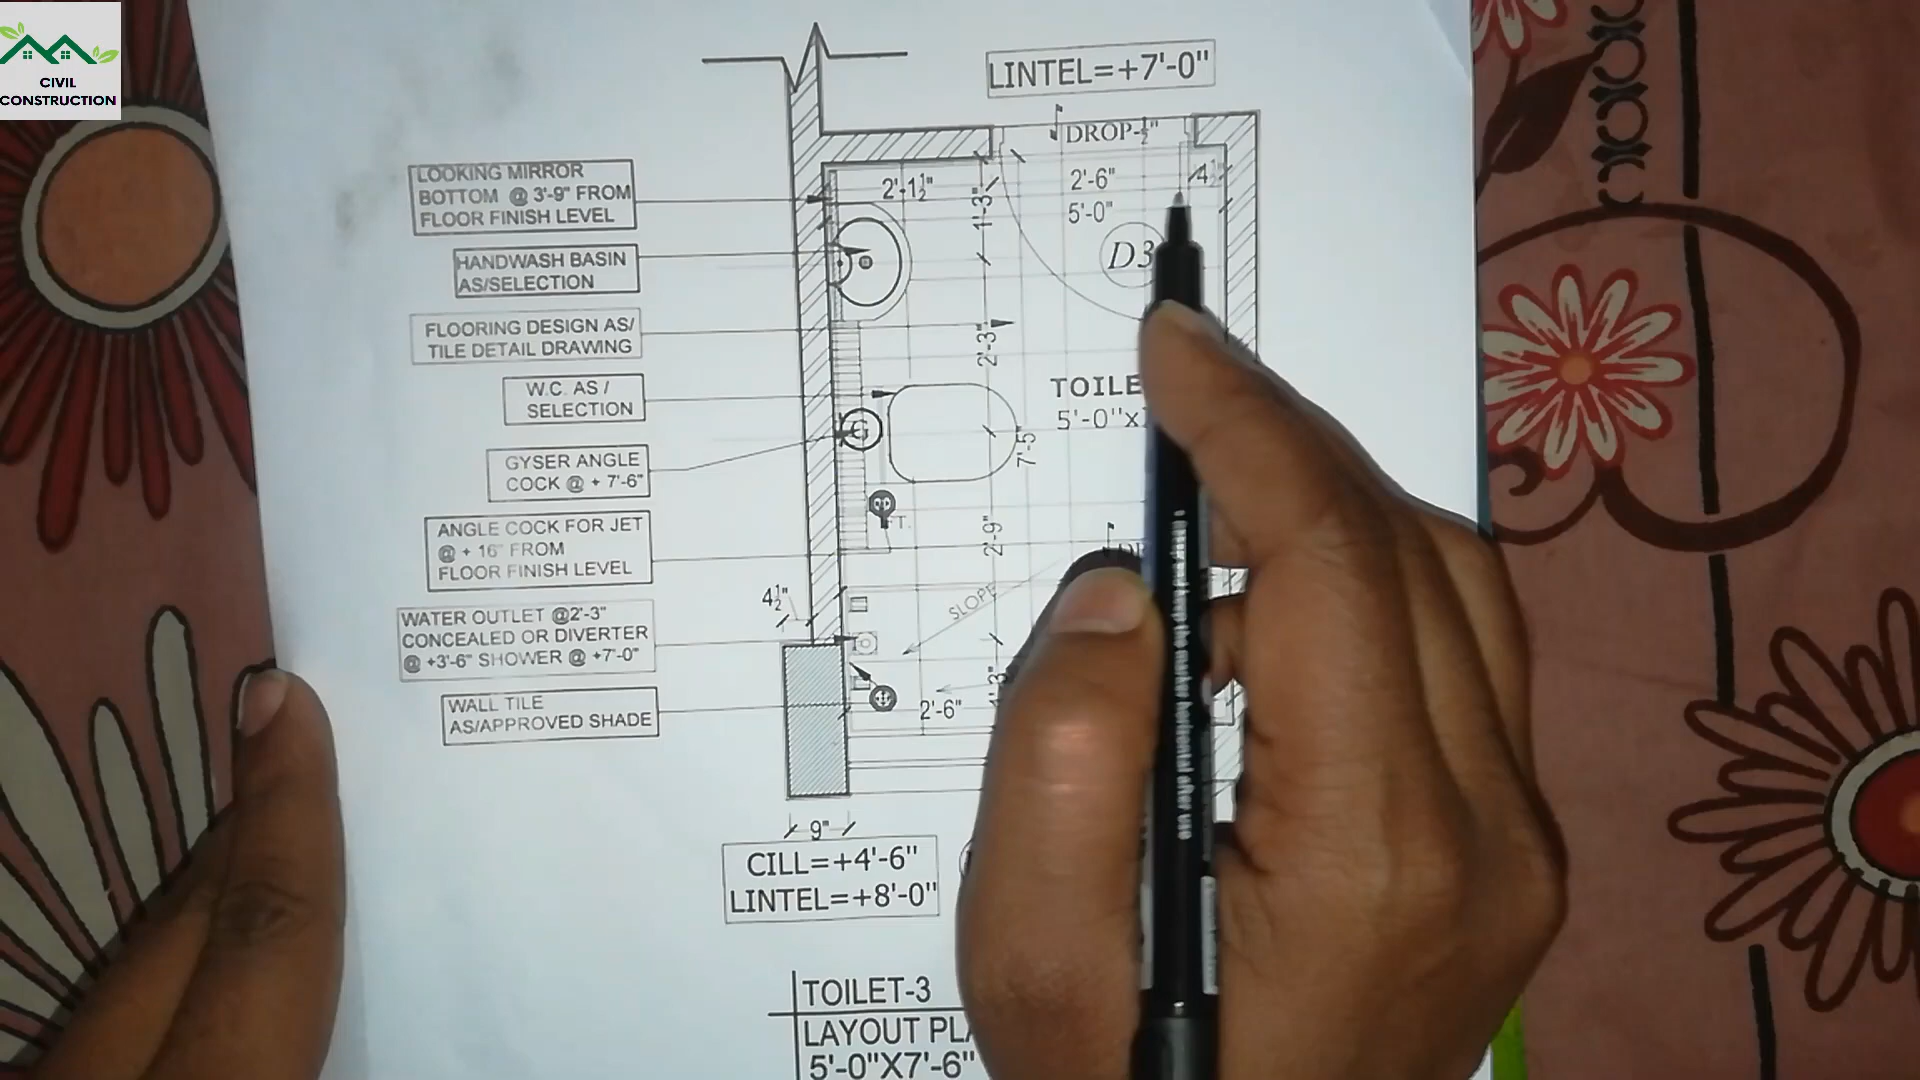 CIVIL
CONSTRUCTION
LINTEL=+7'-0"
DROP-½"
LOOKING MIRROR
BOTTOM @ 3'-9" FROM
FLOOR FINISH LEVEL
2'-1½"
1'-3"
2'-6"
4½"
5'-0"
D3
HANDWASH BASIN
AS/SELECTION
FLOORING DESIGN AS/
TILE DETAIL DRAWING
2'-3"
W.C. AS /
SELECTION
TOILE
5'-0"x
GYSER ANGLE
COCK @ + 7'-6"
G
7'-5"
ANGLE COCK FOR JET
@ + 16" FROM
FLOOR FINISH LEVEL
2'-9"
4½"
SLOPE
WATER OUTLET @2'-3"
CONCEALED OR DIVERTER
@ +3'-6" SHOWER @ +7'-0"
WALL TILE
AS/APPROVED SHADE
2'-6"
9"
CILL=+4'-6"
LINTEL=+8'-0"
TOILET-3
LAYOUT PLA
5'-0"X7'-6"